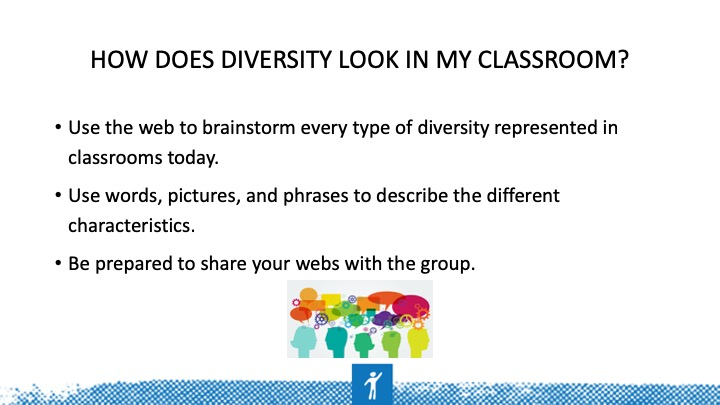 HOW DOES DIVERSITY LOOK IN MY CLASSROOM?
• Use the web to brainstorm every type of diversity represented in
classrooms today.
• Use words, pictures, and phrases to describe the different
characteristics.
• Be prepared to share your webs with the group.